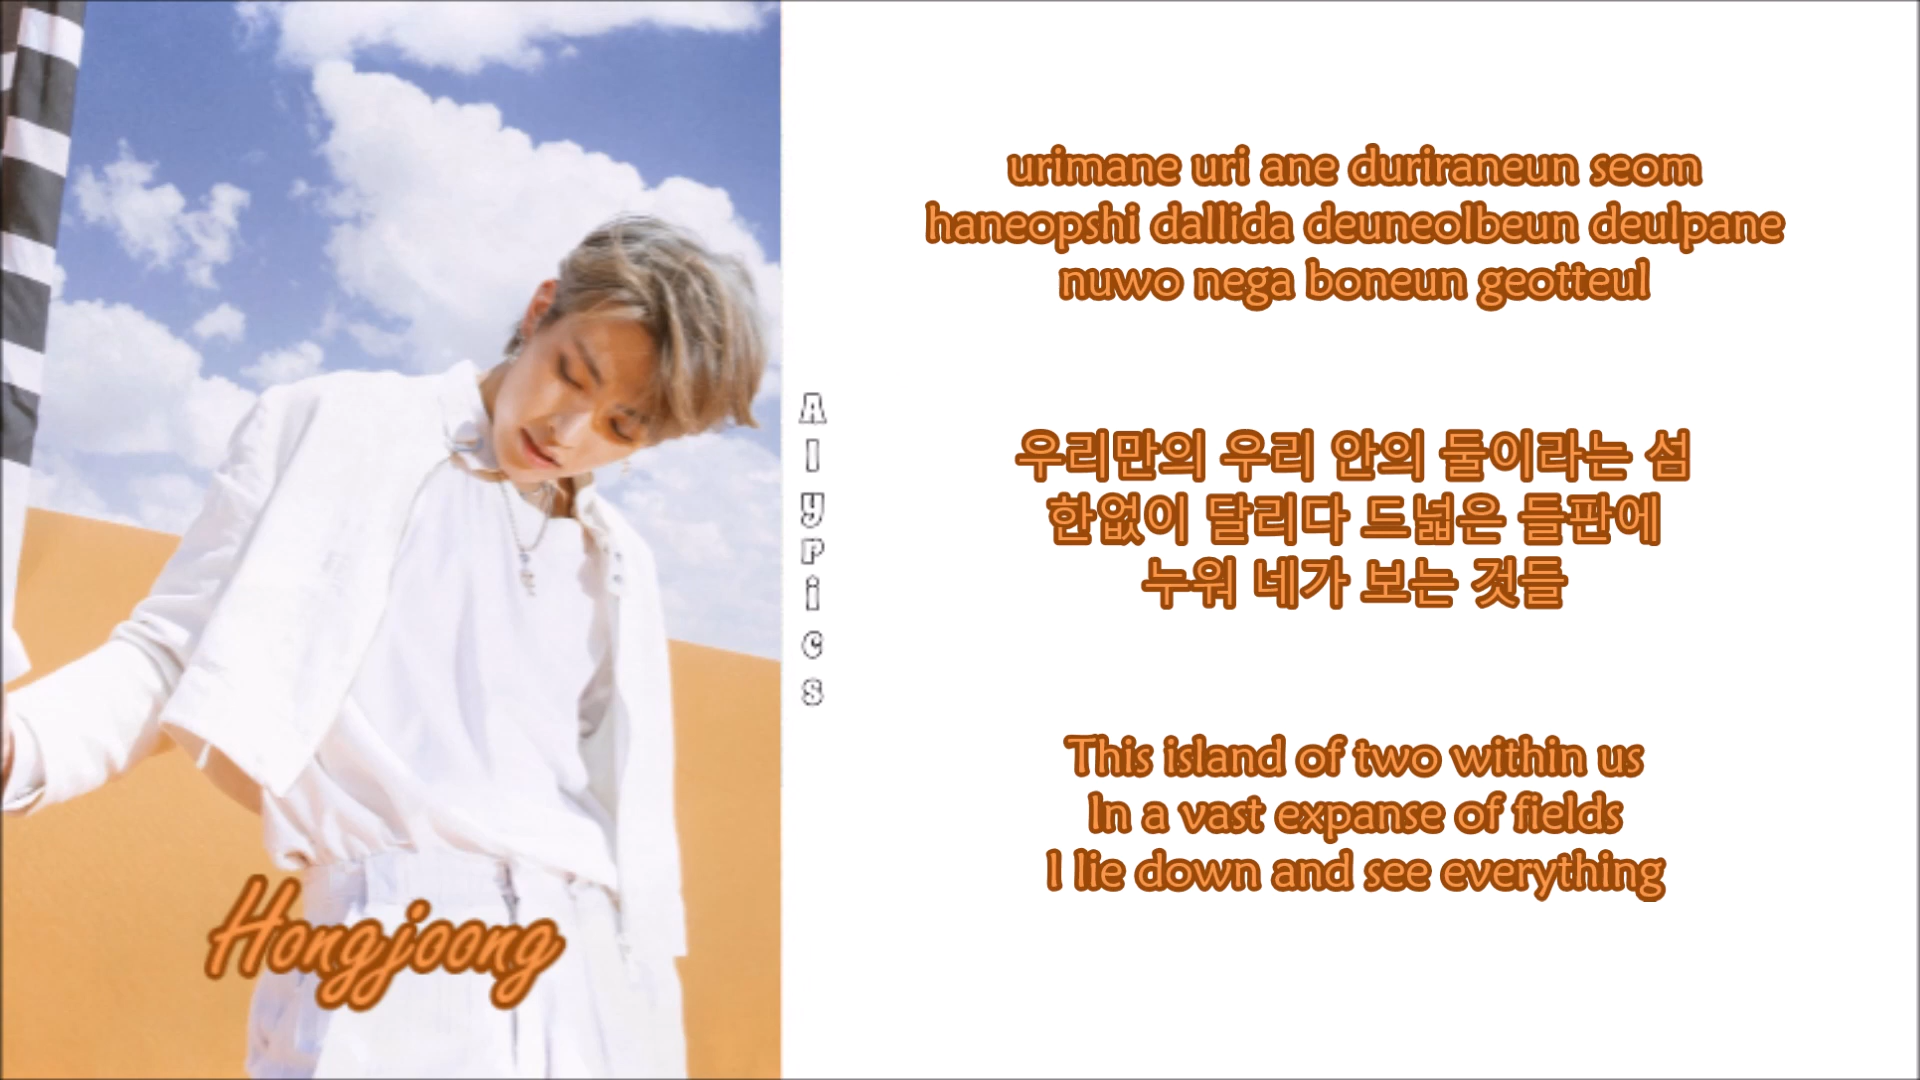 urimane uri ane duriraneun seom
haneopshi dallida deuneolbeun deulpane
nuwo nega boneun geotteul
우리만의 우리 안의 둘이라는 섬
한없이 달리다 드넓은 들판에
누워 네가 보는 것들
This island of two within us
In a vast expanse of fields
I lie down and see everything
Alyrics
Hongjoong